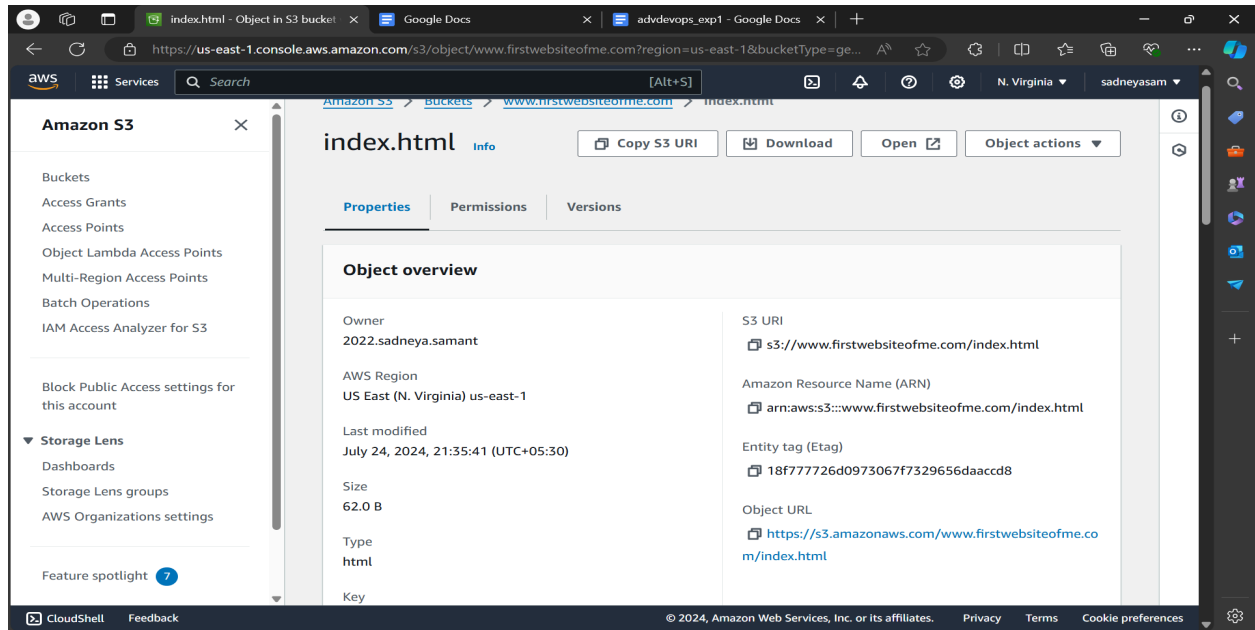 index.html - Object in S3 bucket
Google Docs
advdevops_exp1 - Google Docs
https://us-east-1.console.aws.amazon.com/s3/object/www.firstwebsiteofme.com?region=us-east-1&bucketType=ge...
aws
Services
Search
[Alt+S]
N. Virginia
sadneyasam
Amazon S3 > Buckets > www.firstwebsiteofme.com > index.html
Amazon S3
Buckets
Access Grants
Access Points
Object Lambda Access Points
Multi-Region Access Points
Batch Operations
IAM Access Analyzer for S3
Block Public Access settings for
this account
Storage Lens
Dashboards
Storage Lens groups
AWS Organizations settings
Feature spotlight 7
index.html Info
Copy S3 URI
Download
Open
Object actions
Properties
Permissions
Versions
Object overview
Owner
2022.sadneya.samant
AWS Region
US East (N. Virginia) us-east-1
Last modified
July 24, 2024, 21:35:41 (UTC+05:30)
Size
62.0 B
Type
html
Key
S3 URI
s3://www.firstwebsiteofme.com/index.html
Amazon Resource Name (ARN)
arn:aws:s3:::www.firstwebsiteofme.com/index.html
Entity tag (Etag)
18f777726d0973067f7329656daaccd8
Object URL
https://s3.amazonaws.com/www.firstwebsiteofme.co
m/index.html
CloudShell
Feedback
© 2024, Amazon Web Services, Inc. or its affiliates.
Privacy
Terms
Cookie preferences